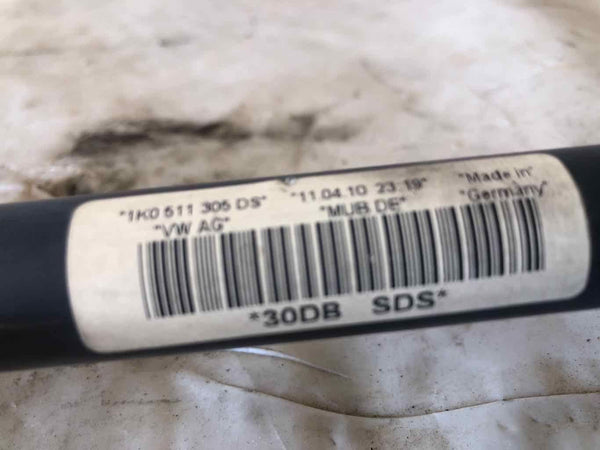 "1K0 511 305 DS" "11.04.10 23.19" "Made in"
"VW AG" "MUB.DE" "Germany"
*30DB SDS*